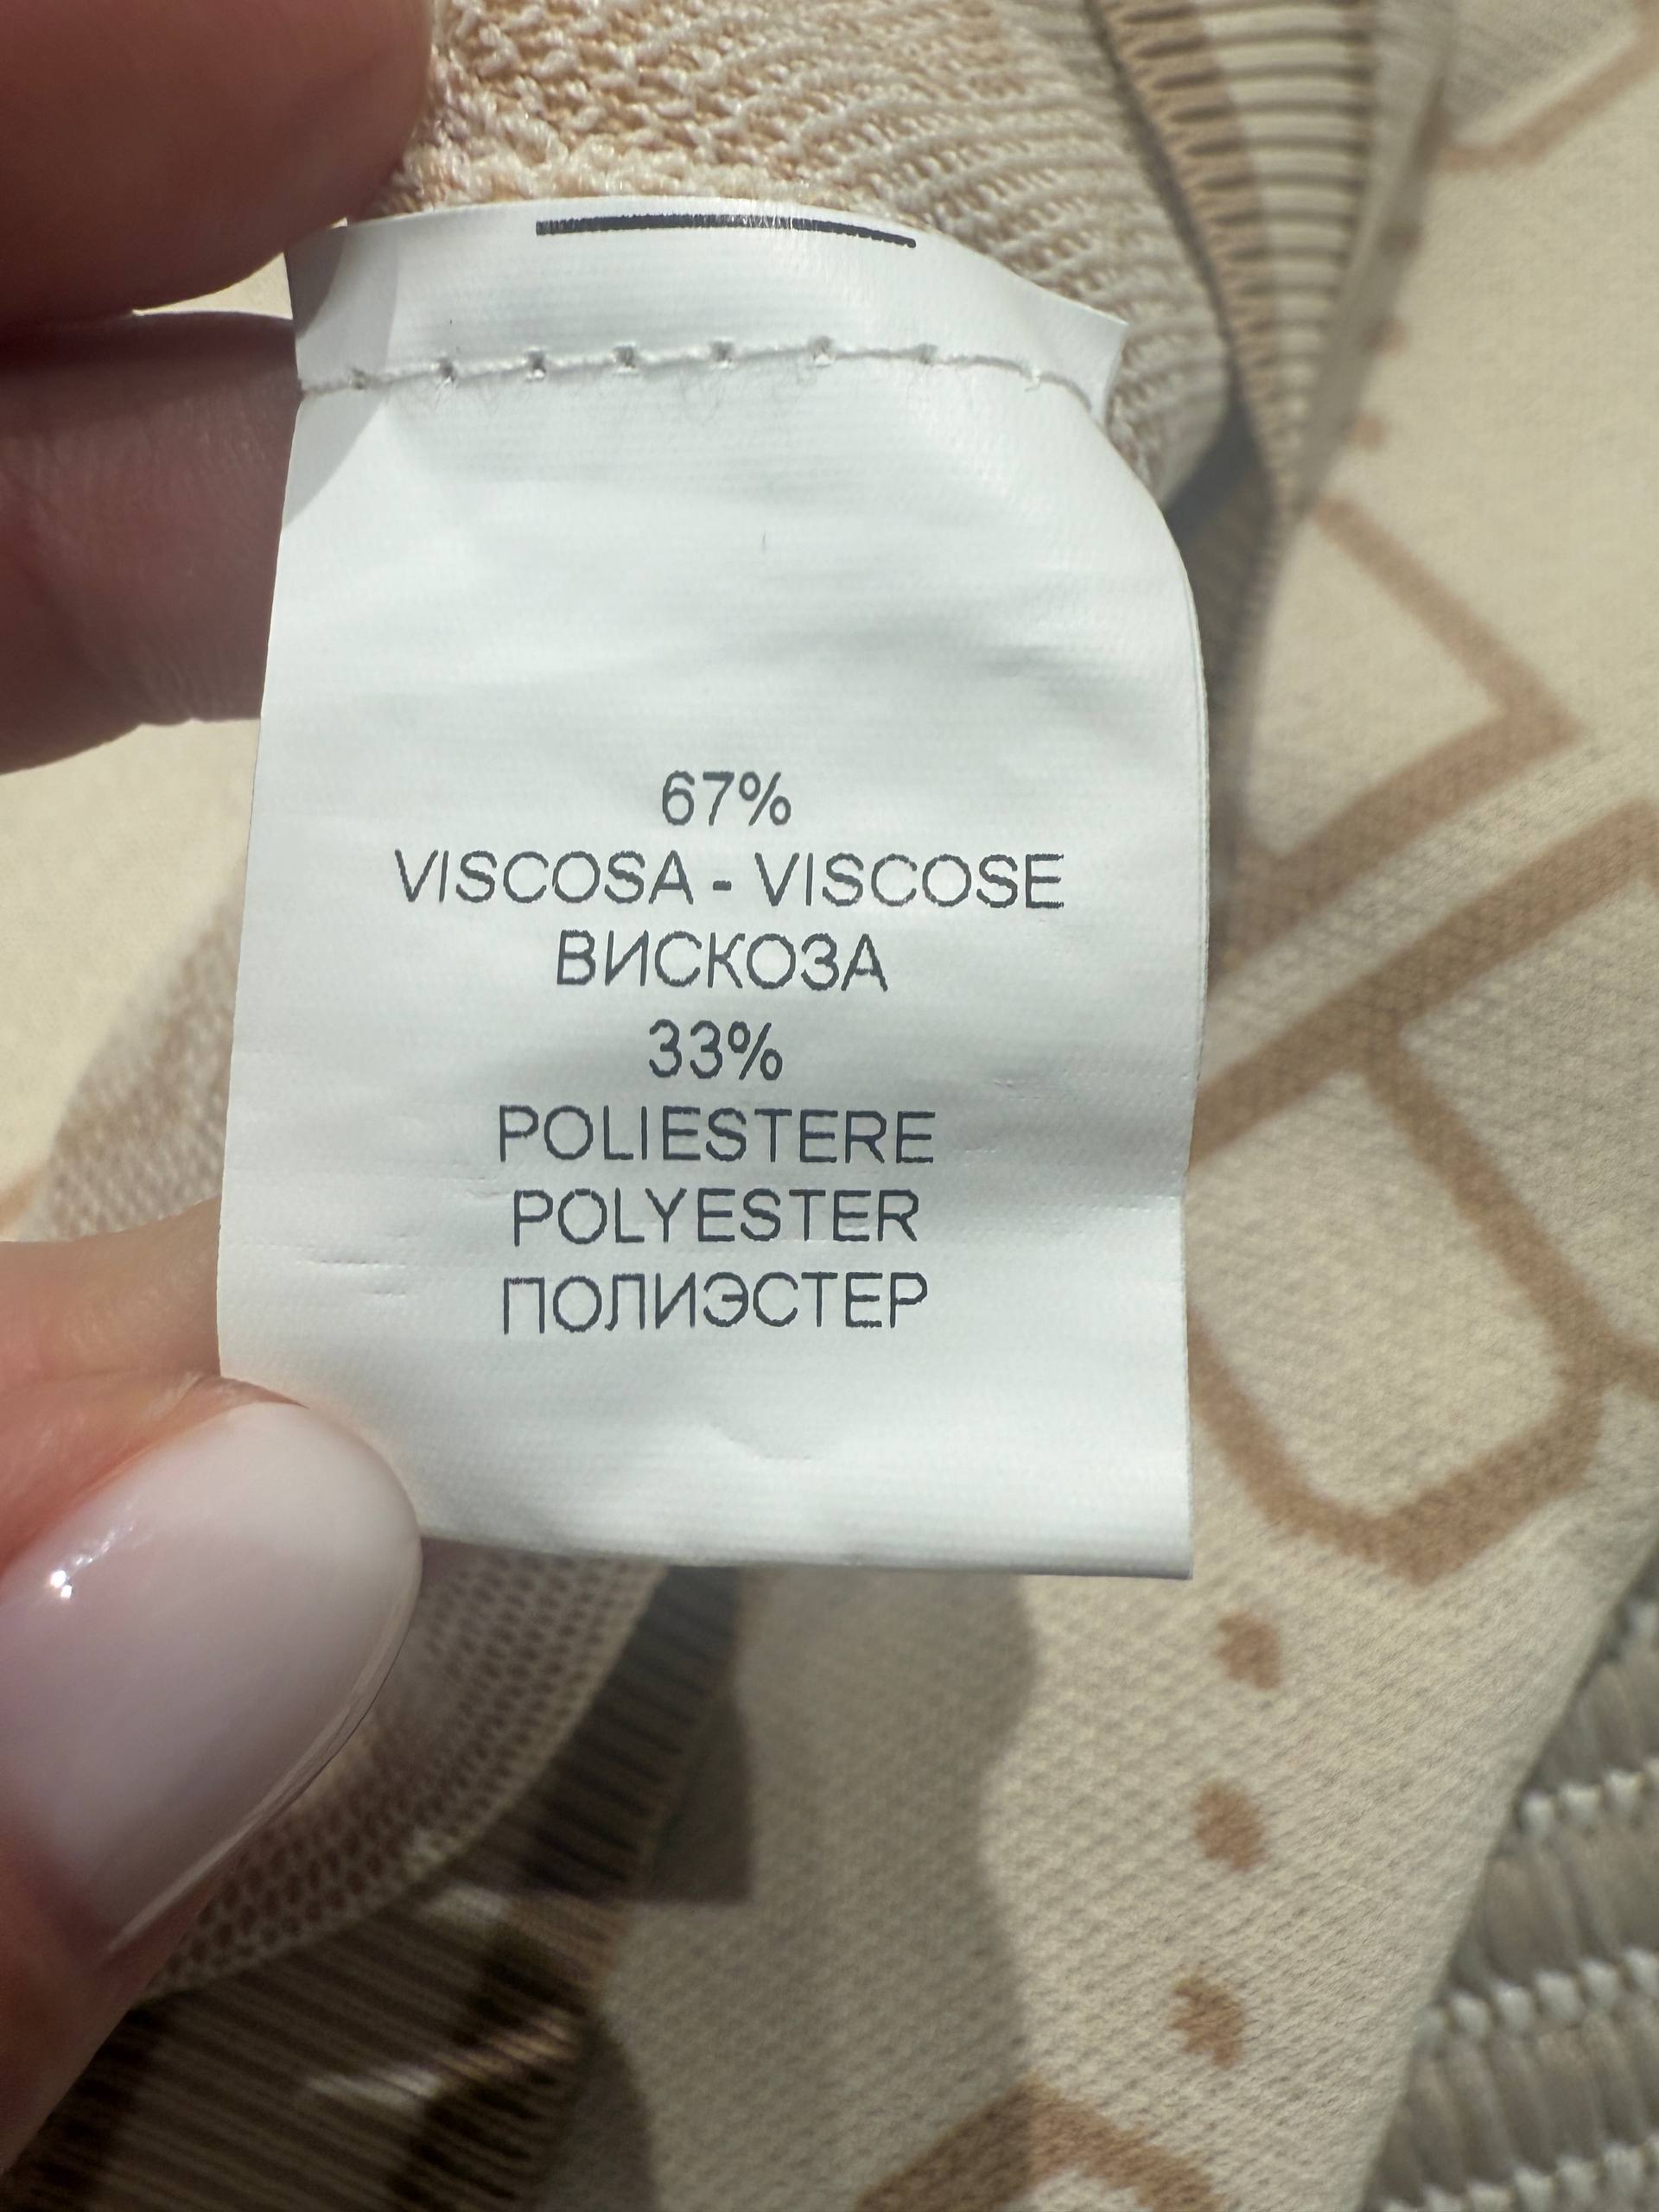 67%
VISCOSA - VISCOSE
ВИСКОЗА
33%
POLIESTERE
POLYESTER
ПОЛИЭСТЕР